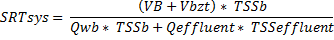 SRTsys = (VB + Vbzt) * TSSb / Qwb * TSSb + Qeffluent * TSSeffluent